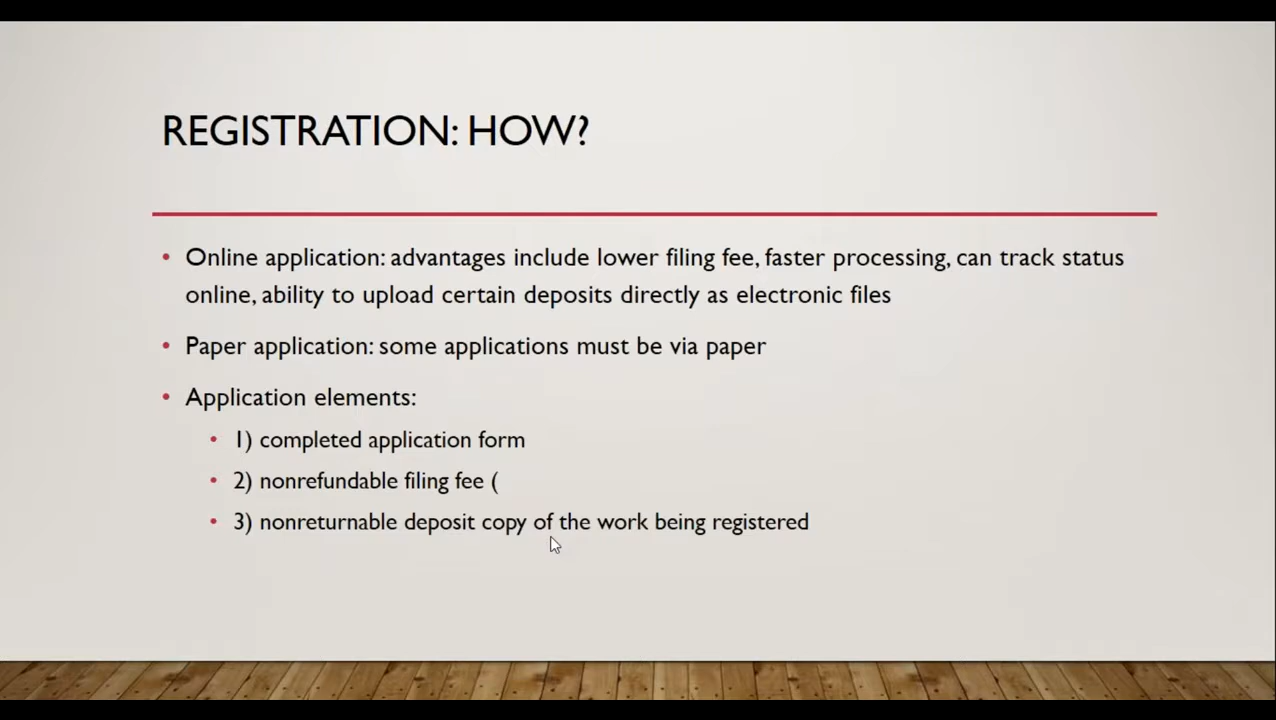 REGISTRATION: HOW?
• Online application: advantages include lower filing fee, faster processing, can track status
online, ability to upload certain deposits directly as electronic files
• Paper application: some applications must be via paper
• Application elements:
• 1) completed application form
• 2) nonrefundable filing fee (
• 3) nonreturnable deposit copy of the work being registered